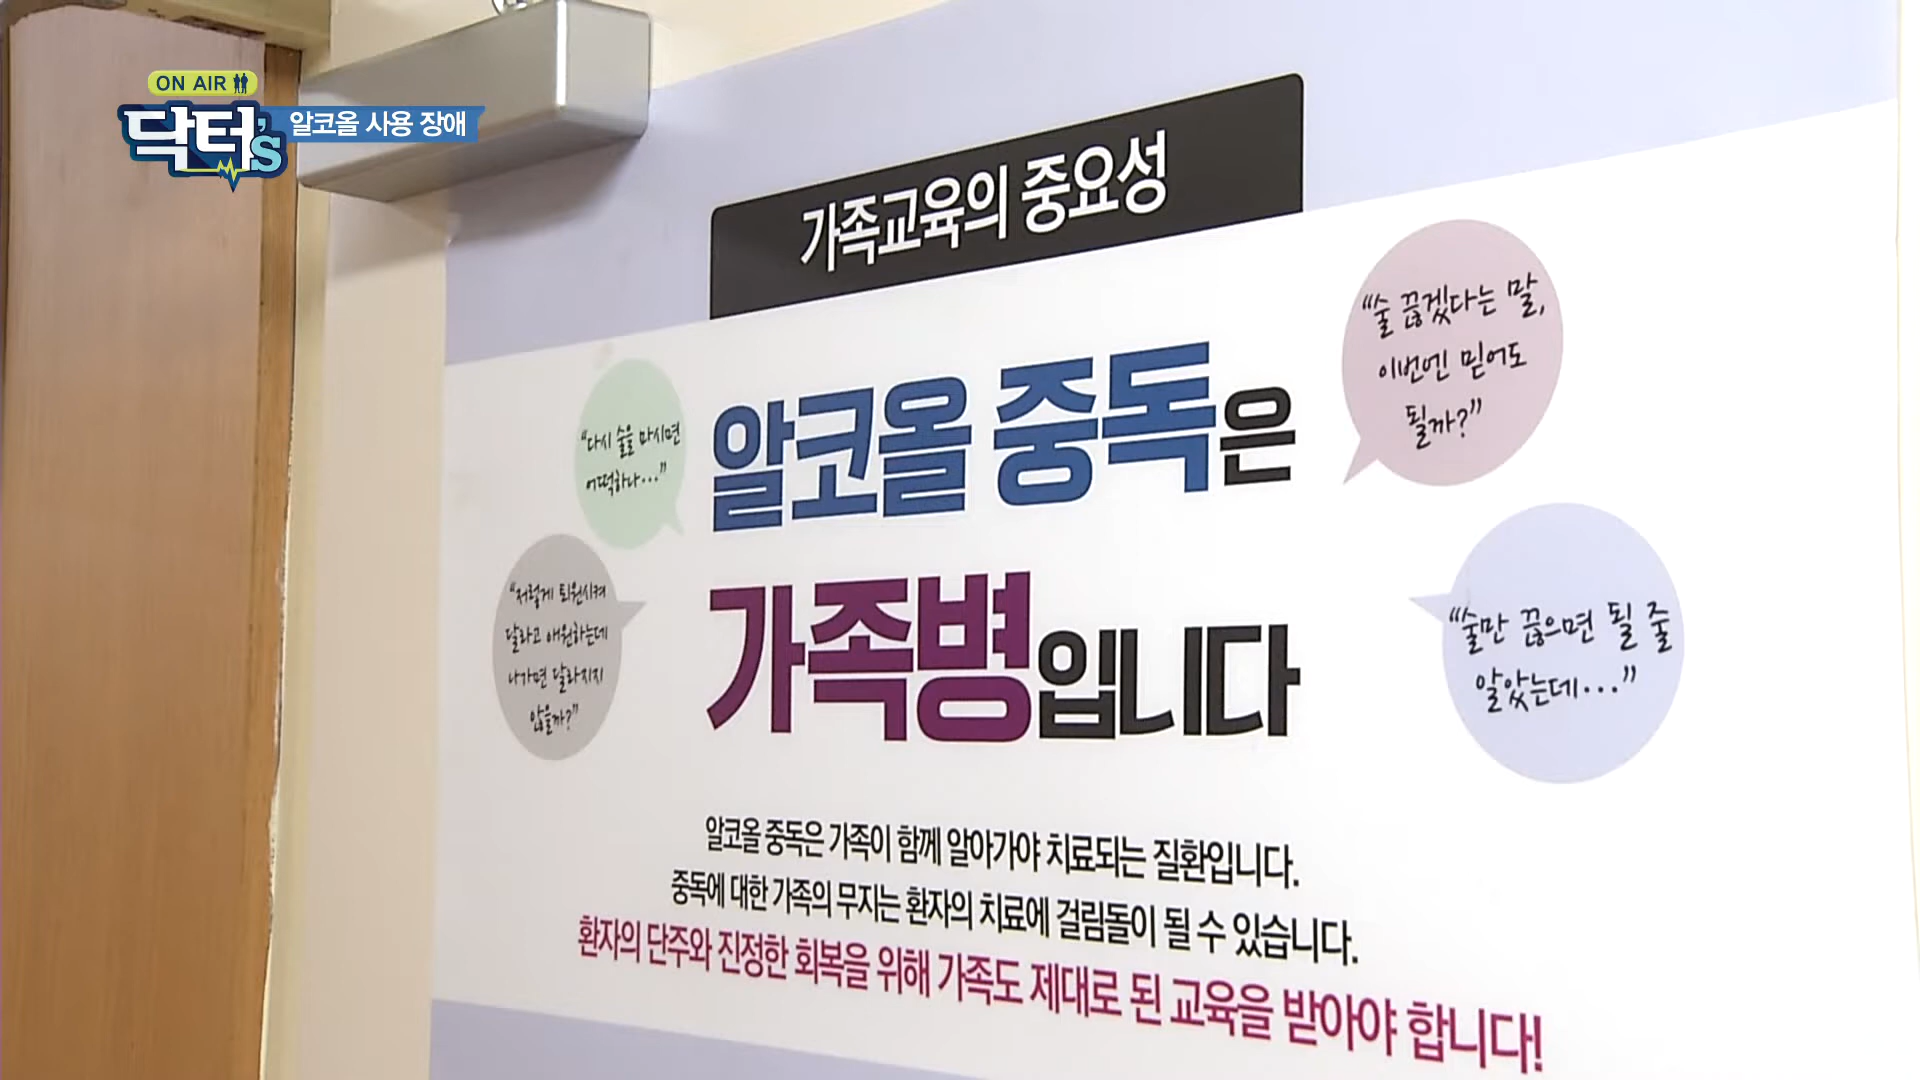 ON AIR
닥터's
알코올 사용 장애
가족교육의 중요성
"술 끊겠다는 말,
이번엔 믿어도
될까?"
"다시 술을 마시면
어떡하나..."
알코올 중독은
"저렇게 퇴원시켜
달라고 애원하는데
나가면 달라지지
않을까?"
가족병입니다
"술만 끊으면 될 줄
알았는데..."
알코올 중독은 가족이 함께 알아가야 치료되는 질환입니다.
중독에 대한 가족의 무지는 환자의 치료에 걸림돌이 될 수 있습니다.
환자의 단주와 진정한 회복을 위해 가족도 제대로 된 교육을 받아야 합니다!